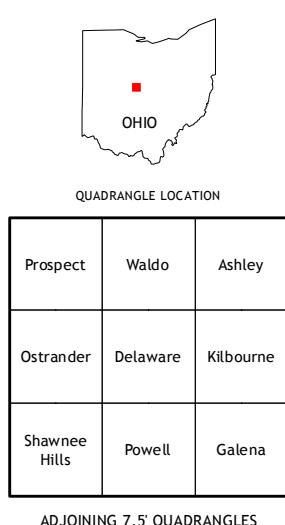 OHIO
QUADRANGLE LOCATION
Prospect Waldo Ashley
Ostrander Delaware Kilbourne
Shawnee
Hills Powell Galena
ADJOINING 7.5' QUADRANGLES